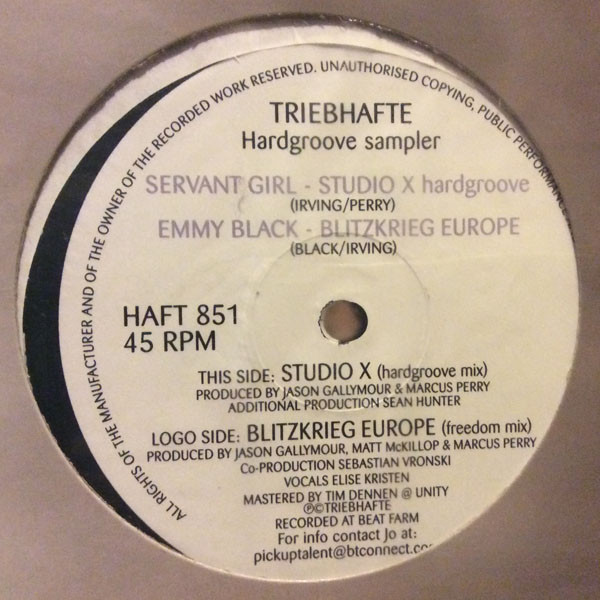 ALL RIGHTS OF THE MANUFACTURER AND OF THE OWNER OF THE RECORDED WORK RESERVED. UNAUTHORISED COPYING, PUBLIC PERFORMANCE
TRIEBHAFTE
Hardgroove sampler
SERVANT GIRL - STUDIO X hardgroove
(IRVING/PERRY)
EMMY BLACK - BLITZKRIEG EUROPE
(BLACK/IRVING)
HAFT 851
45 RPM
THIS SIDE: STUDIO X (hardgroove mix)
PRODUCED BY JASON GALLYMOUR & MARCUS PERRY
ADDITIONAL PRODUCTION SEAN HUNTER
LOGO SIDE: BLITZKRIEG EUROPE (freedom mix)
PRODUCED BY JASON GALLYMOUR, MATT McKILLOP & MARCUS PERRY
Co-PRODUCTION SEBASTIAN VRONSKI
VOCALS ELISE KRISTEN
MASTERED BY TIM DENNEN @ UNITY
℗©TRIEBHAFTE
RECORDED AT BEAT FARM
For info contact Jo at:
pickuptalent@btconnect.co